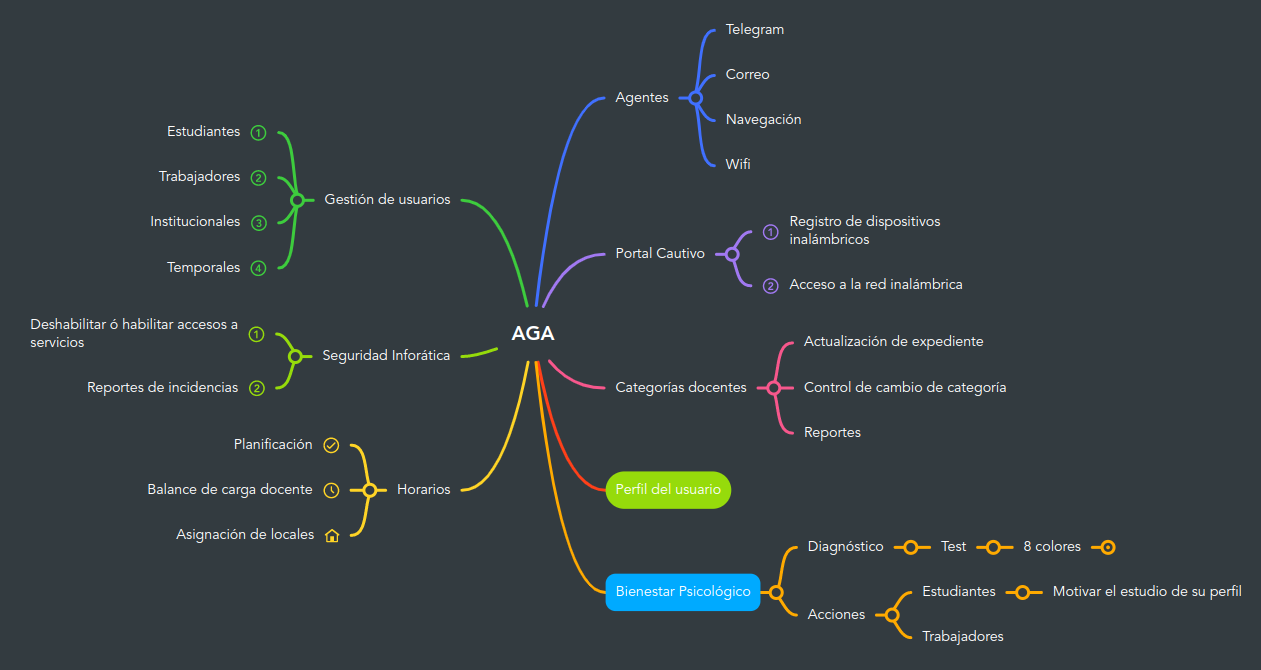 AGA
Agentes
Telegram
Correo
Navegación
Wifi
Portal Cautivo
1 Registro de dispositivos
inalámbricos
2 Acceso a la red inalámbrica
Categorías docentes
Actualización de expediente
Control de cambio de categoría
Reportes
Perfil del usuario
Bienestar Psicológico
Diagnóstico
Test
8 colores
Acciones
Estudiantes
Motivar el estudio de su perfil
Trabajadores
Gestión de usuarios
Estudiantes 1
Trabajadores 2
Institucionales 3
Temporales 4
Seguridad Inforática
Deshabilitar ó habilitar accesos a
servicios 1
Reportes de incidencias 2
Horarios
Planificación
Balance de carga docente
Asignación de locales